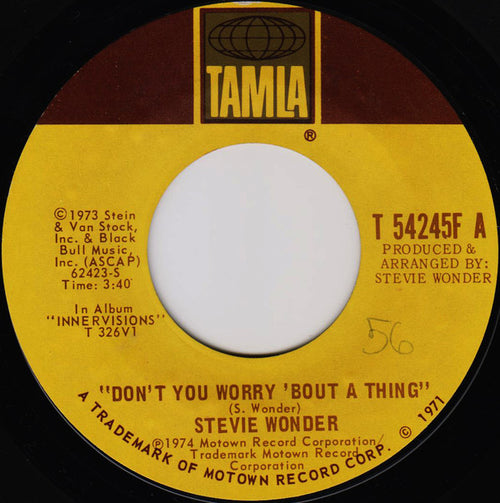 TAMLA
®
© 1973 Stein
& Van Stock,
Inc. & Black
Bull Music,
Inc. (ASCAP)
62423-S
Time: 3:40
In Album
"INNERVISIONS"
T 326V1
T 54245F A
PRODUCED &
ARRANGED BY:
STEVIE WONDER
56
"DON'T YOU WORRY 'BOUT A THING"
(S. Wonder)
STEVIE WONDER
℗ 1974 Motown Record Corporation
Trademark Motown Record
Corporation
A TRADEMARK OF MOTOWN RECORD CORP. © 1971